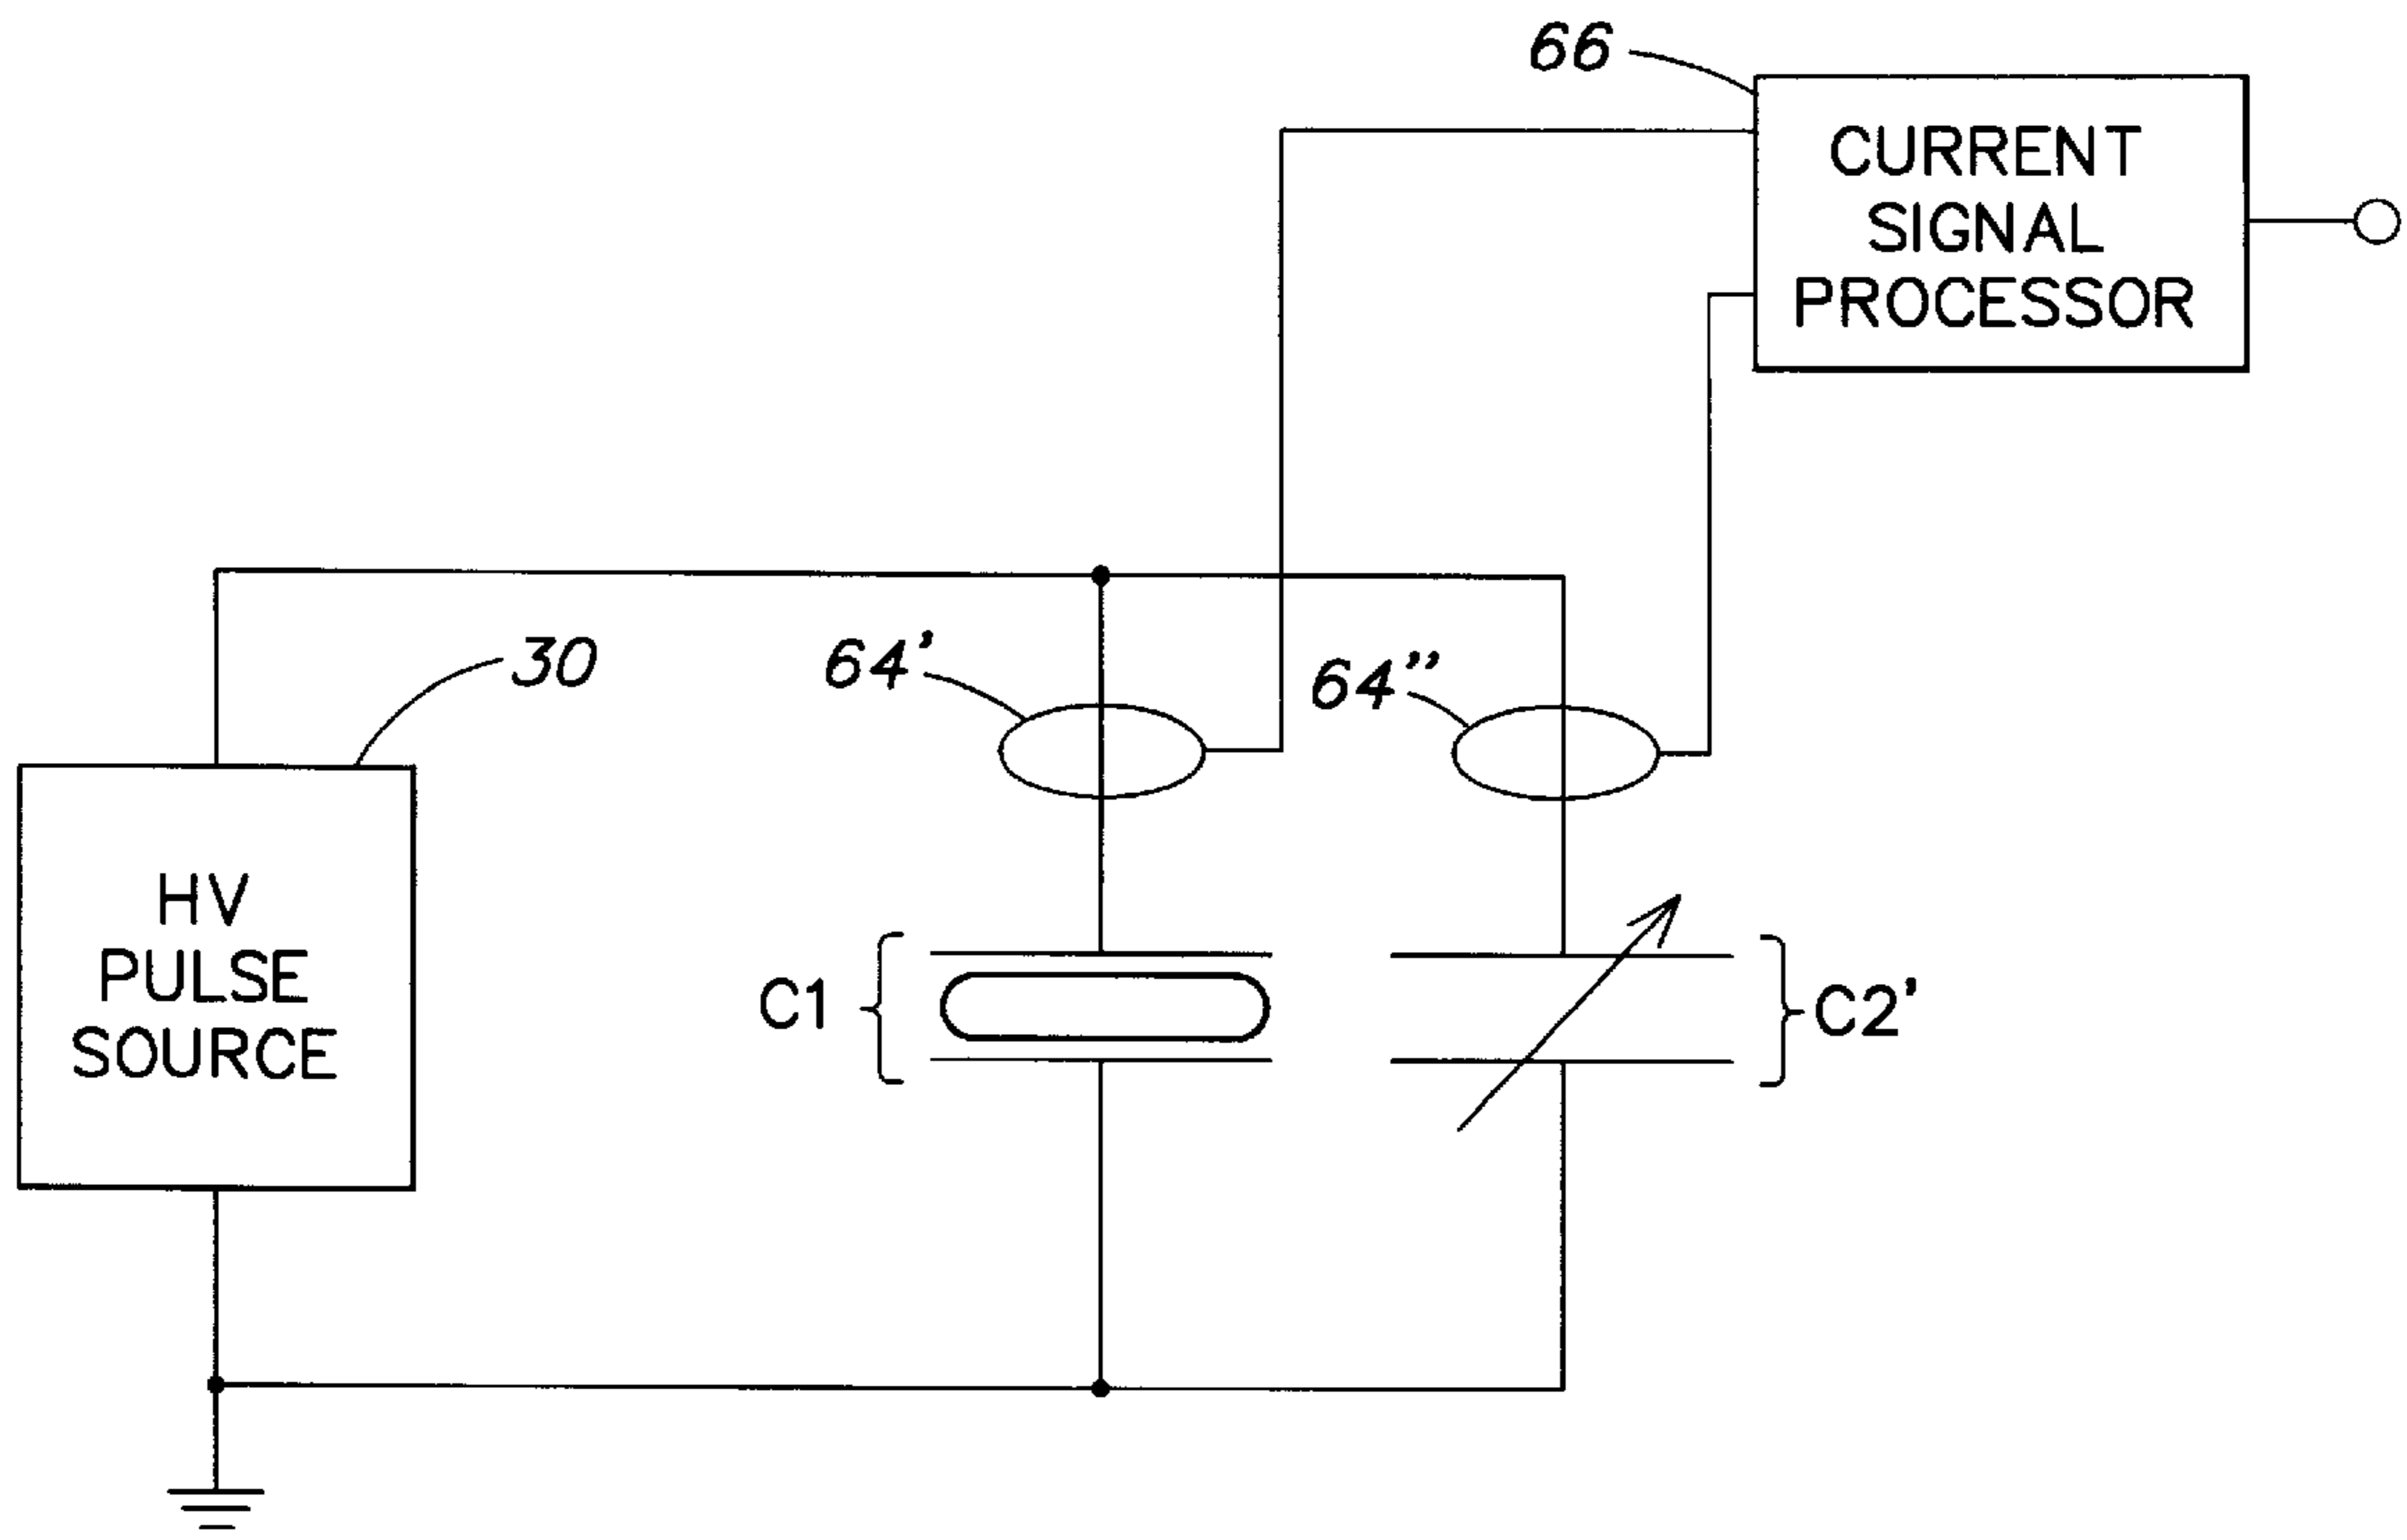 66
CURRENT
SIGNAL
PROCESSOR
30
64'
64"
HV
PULSE
SOURCE
C1
C2'